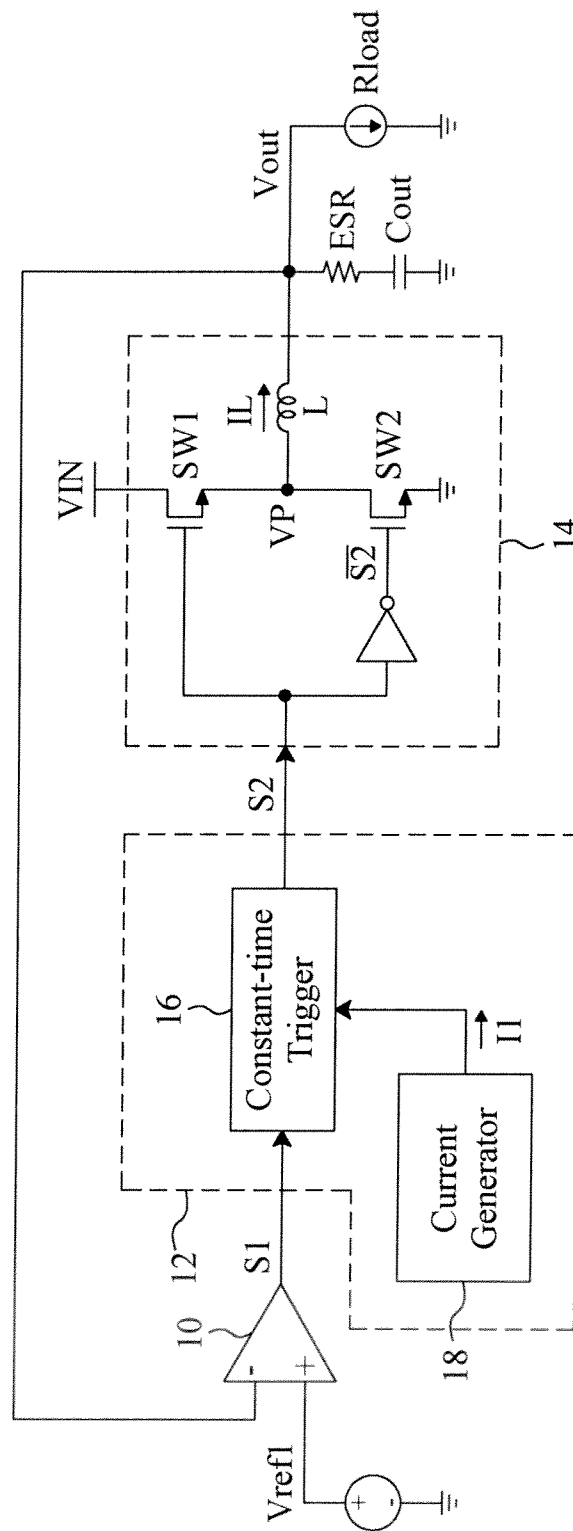 Vref1
+
-
-
+
10
S1
12
16
Constant-time
Trigger
18
Current
Generator
I1
S2
S2
14
VIN
SW1
VP
SW2
IL
L
Vout
ESR
Cout
Rload